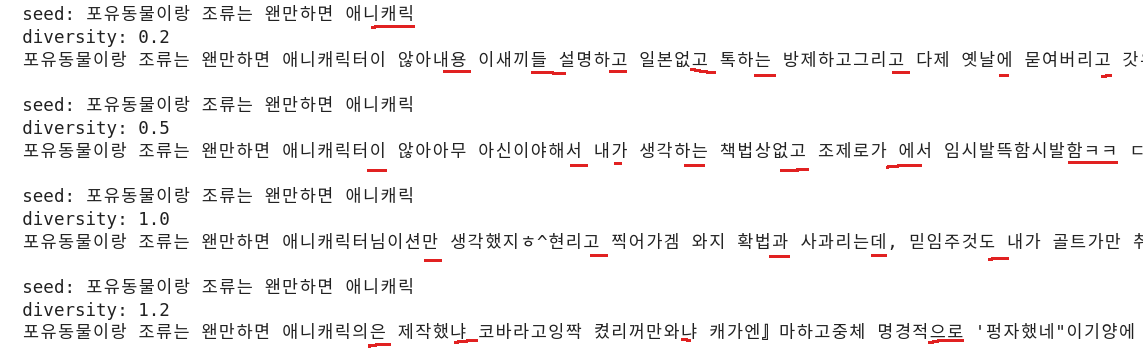 seed: 포유동물이랑 조류는 왠만하면 애니캐릭
diversity: 0.2
포유동물이랑 조류는 왠만하면 애니캐릭터이 않아내용 이새끼들 설명하고 일본없고 톡하는 방제하고그리고 다제 옛날에 묻여버리고
seed: 포유동물이랑 조류는 왠만하면 애니캐릭
diversity: 0.5
포유동물이랑 조류는 왠만하면 애니캐릭터이 않아아무 아신이야해서 내가 생각하는 책법상없고 조제로가 에서 임시발뜩함시발함ㅋㅋ
seed: 포유동물이랑 조류는 왠만하면 애니캐릭
diversity: 1.0
포유동물이랑 조류는 왠만하면 애니캐릭터님이션만 생각했지ㅎ^현리고 찍어가겜 와지 확법과 사과리는데, 믿임주것도 내가 골트가만
seed: 포유동물이랑 조류는 왠만하면 애니캐릭
diversity: 1.2
포유동물이랑 조류는 왠만하면 애니캐릭의은 제작했냐 코바라고잉짝 켰리꺼만와냐 캐가엔』마하고중체 명경적으로 '펑자했네"이기양에